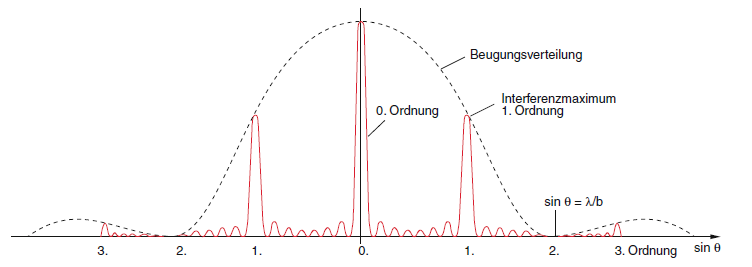 Beugungsverteilung
Interferenzmaximum
1. Ordnung
0. Ordnung
sin θ = λ/b
3. 2. 1. 0. 1. 2. 3. Ordnung sin θ